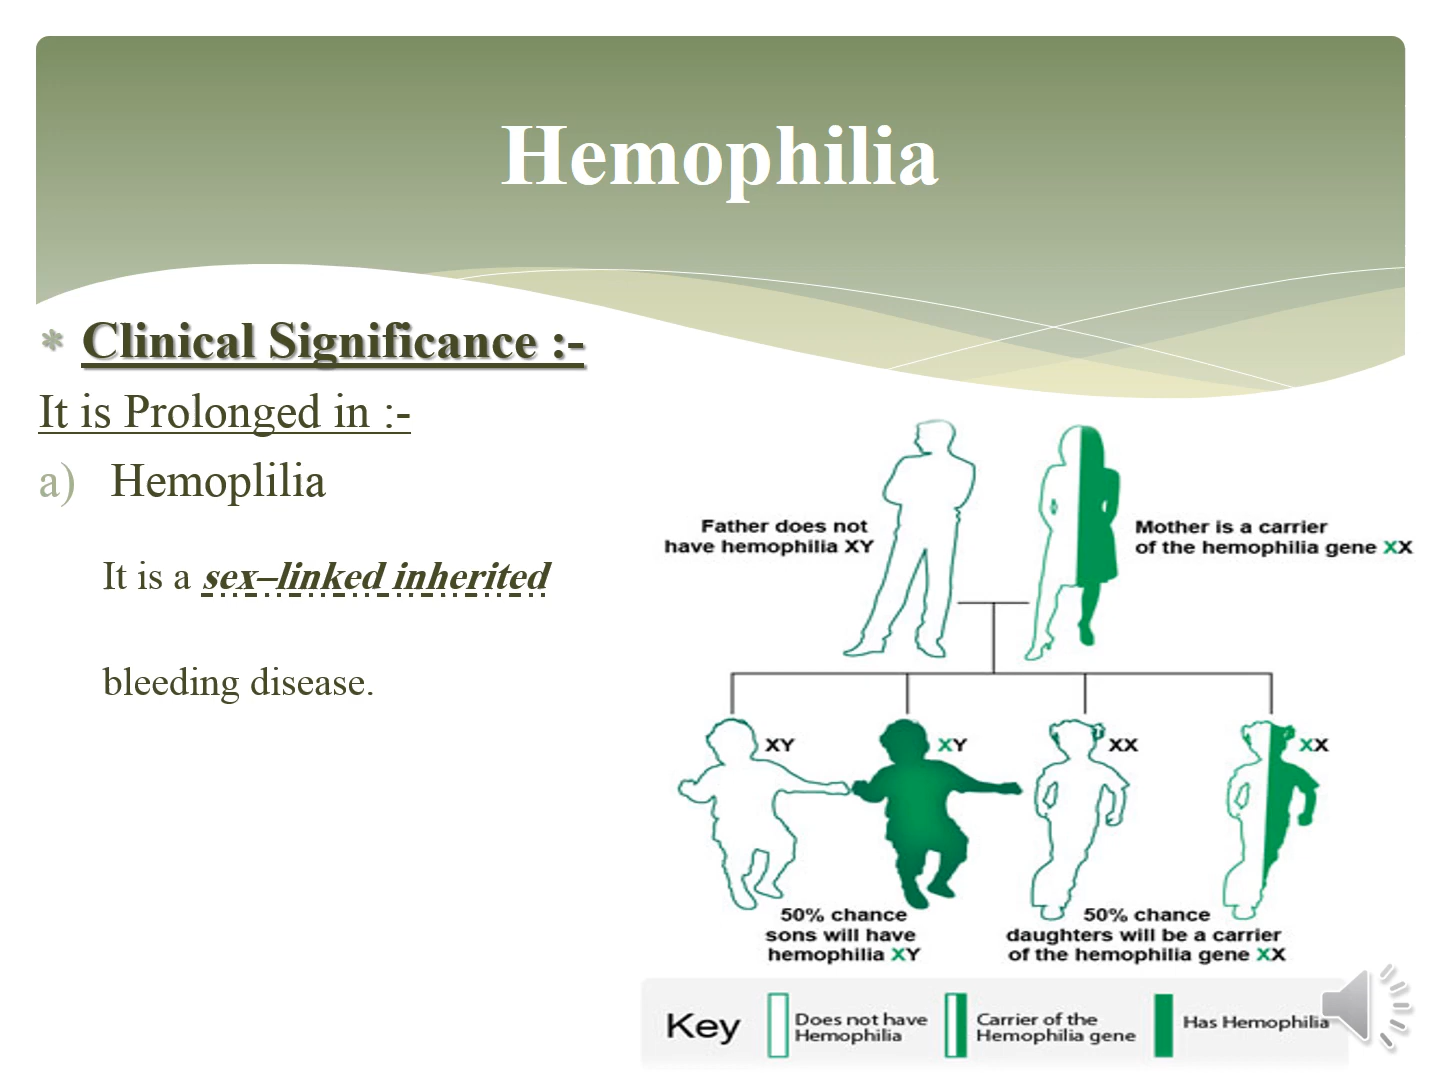 Hemophilia
* Clinical Significance :-
It is Prolonged in :-
a) Hemoplilia
It is a sex–linked inherited
bleeding disease.
Father does not
have hemophilia XY
Mother is a carrier
of the hemophilia gene XX
XY
XY
XX
XX
50% chance
sons will have
hemophilia XY
50% chance
daughters will be a carrier
of the hemophilia gene XX
Key
Does not have
Hemophilia
Carrier of the
Hemophilia gene
Has Hemophilia